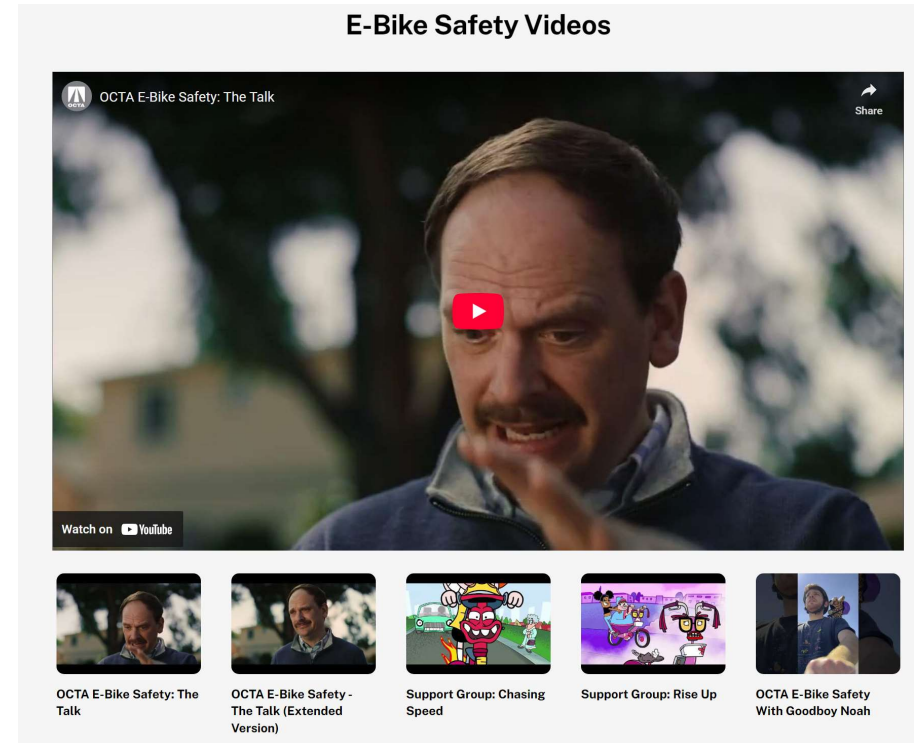 E-Bike Safety Videos
OCTA
OCTA E-Bike Safety: The Talk
Share
Watch on YouTube
OCTA E-Bike Safety: The
Talk
OCTA E-Bike Safety -
The Talk (Extended
Version)
Support Group: Chasing
Speed
Support Group: Rise Up
OCTA E-Bike Safety
With Goodboy Noah